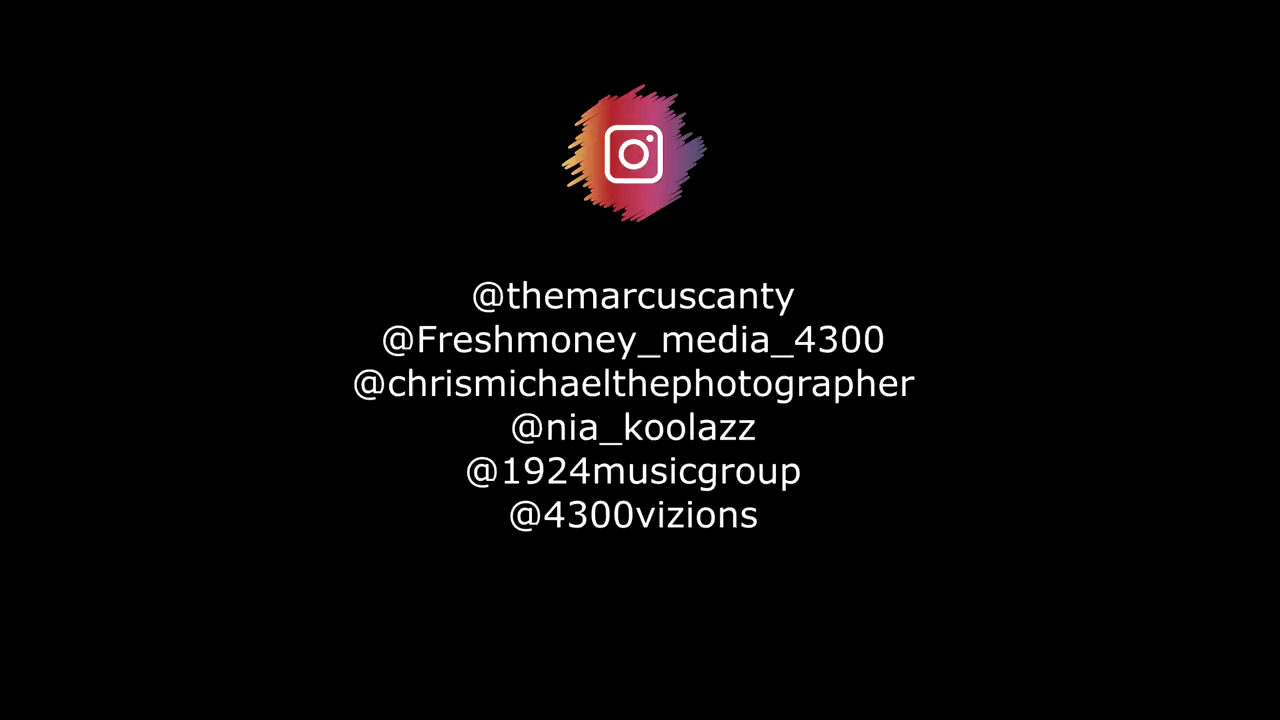 @themarcuscanty
@Freshmoney_media_4300
@chrismichaelthephotographer
@nia_koolazz
@1924musicgroup
@4300vizions